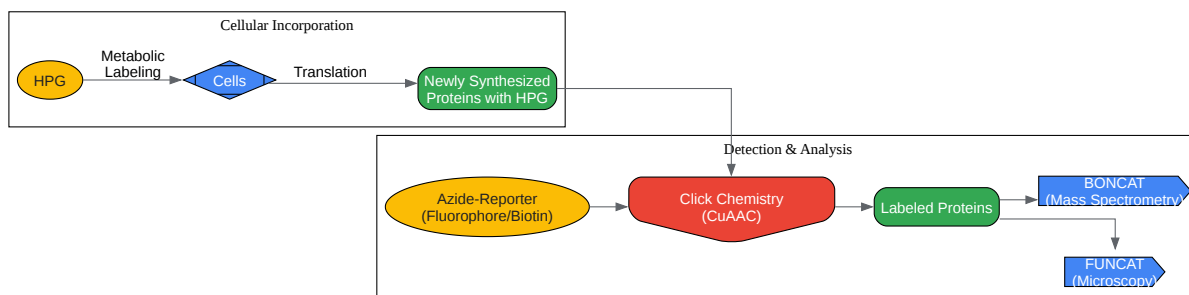 Cellular Incorporation
HPG
Metabolic
Labeling
Cells
Translation
Newly Synthesized
Proteins with HPG
Detection & Analysis
Azide-Reporter
(Fluorophore/Biotin)
Click Chemistry
(CuAAC)
Labeled Proteins
BONCAT
(Mass Spectrometry)
FUNCAT
(Microscopy)